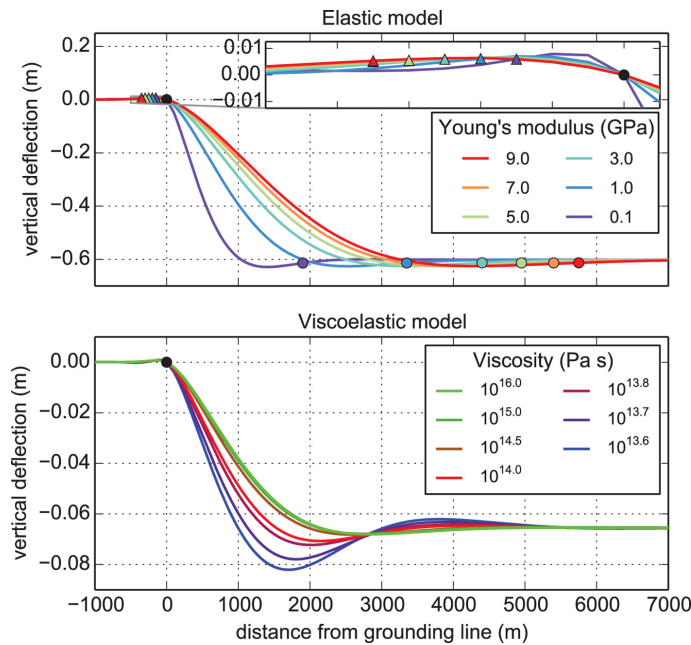 Elastic model
0.2
0.0
−0.2
−0.4
−0.6
vertical deflection (m)
0.01
0.00
−0.01
Young's modulus (GPa)
9.0 3.0
7.0 1.0
5.0 0.1
Viscoelastic model
0.00
−0.02
−0.04
−0.06
−0.08
vertical deflection (m)
Viscosity (Pa s)
10^16.0 10^13.8
10^15.0 10^13.7
10^14.5 10^13.6
10^14.0
−1000 0 1000 2000 3000 4000 5000 6000 7000
distance from grounding line (m)